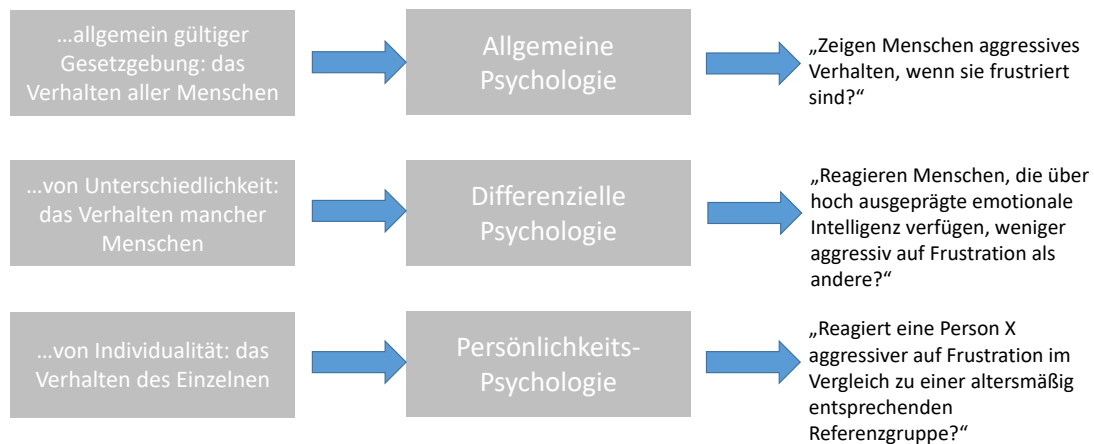 …allgemein gültiger
Gesetzgebung: das
Verhalten aller Menschen
Allgemeine
Psychologie
„Zeigen Menschen aggressives
Verhalten, wenn sie frustriert
sind?“
…von Unterschiedlichkeit:
das Verhalten mancher
Menschen
Differenzielle
Psychologie
„Reagieren Menschen, die über
hoch ausgeprägte emotionale
Intelligenz verfügen, weniger
aggressiv auf Frustration als
andere?“
…von Individualität: das
Verhalten des Einzelnen
Persönlichkeits-
Psychologie
„Reagiert eine Person X
aggressiver auf Frustration im
Vergleich zu einer altersmäßig
entsprechenden
Referenzgruppe?“